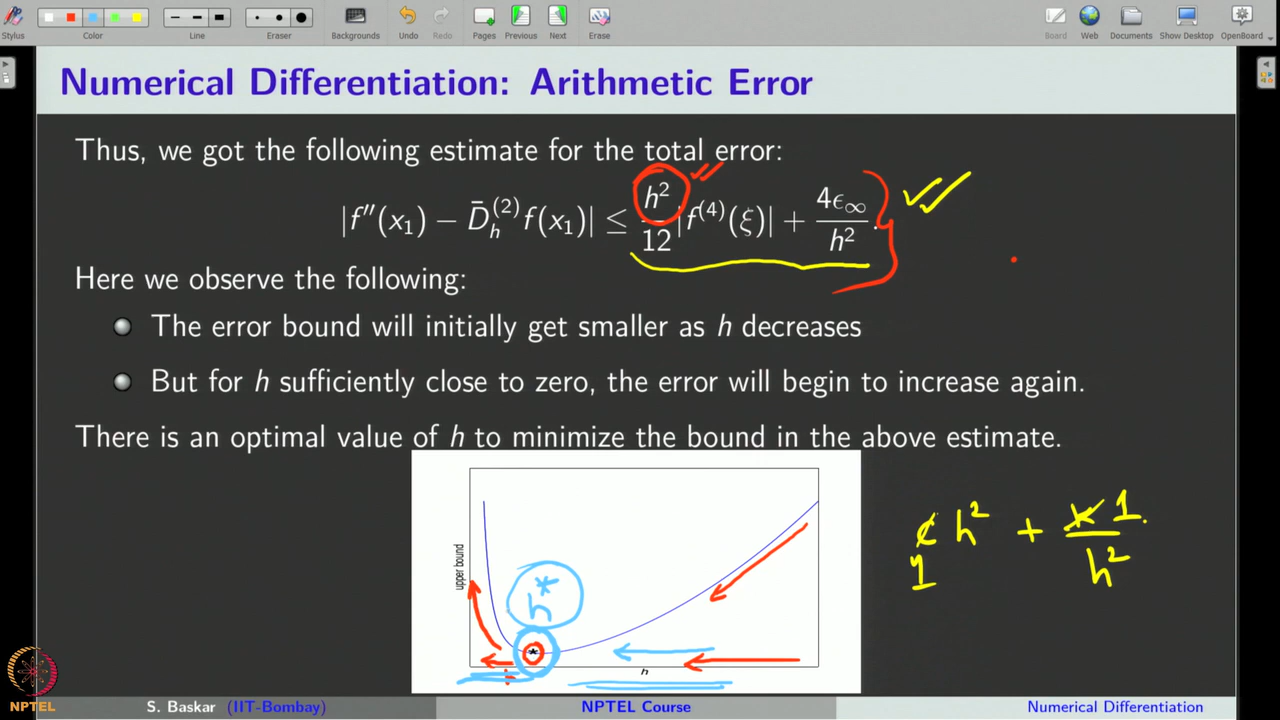 Stylus Color Line Eraser Backgrounds Undo Redo Pages Previous Next Erase Board Web Documents Show Desktop OpenBoard
Numerical Differentiation: Arithmetic Error
Thus, we got the following estimate for the total error:
|f″(x₁) − D̄ₕ⁽²⁾f(x₁)| ≤ h²/12 |f⁽⁴⁾(ξ)| + 4ϵ∞/h².
Here we observe the following:
The error bound will initially get smaller as h decreases
But for h sufficiently close to zero, the error will begin to increase again.
There is an optimal value of h to minimize the bound in the above estimate.
upper bound
h*
*
h
1 h² + 1/h²
NPTEL
S. Baskar (IIT-Bombay) NPTEL Course Numerical Differentiation